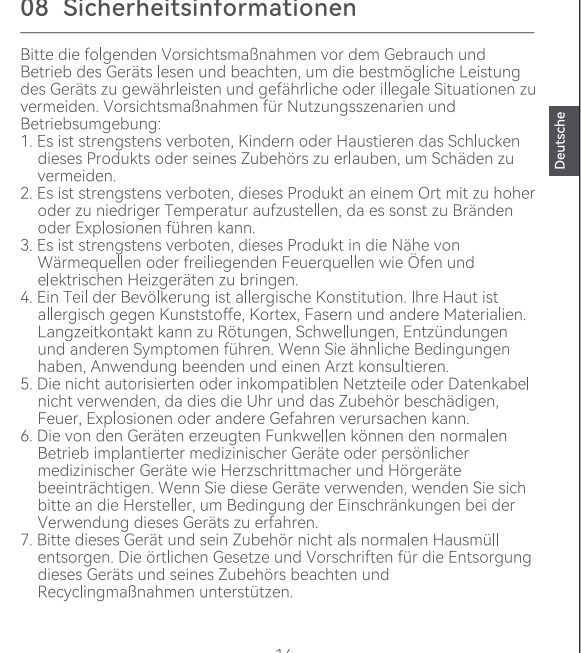 08 Sicherheitsinformationen
Bitte die folgenden Vorsichtsmaßnahmen vor dem Gebrauch und
Betrieb des Geräts lesen und beachten, um die bestmögliche Leistung
des Geräts zu gewährleisten und gefährliche oder illegale Situationen zu
vermeiden. Vorsichtsmaßnahmen für Nutzungsszenarien und
Betriebsumgebung:
1. Es ist strengstens verboten, Kindern oder Haustieren das Schlucken
dieses Produkts oder seines Zubehörs zu erlauben, um Schäden zu
vermeiden.
2. Es ist strengstens verboten, dieses Produkt an einem Ort mit zu hoher
oder zu niedriger Temperatur aufzustellen, da es sonst zu Bränden
oder Explosionen führen kann.
3. Es ist strengstens verboten, dieses Produkt in die Nähe von
Wärmequellen oder freiliegenden Feuerquellen wie Öfen und
elektrischen Heizgeräten zu bringen.
4. Ein Teil der Bevölkerung ist allergische Konstitution. Ihre Haut ist
allergisch gegen Kunststoffe, Kortex, Fasern und andere Materialien.
Langzeitkontakt kann zu Rötungen, Schwellungen, Entzündungen
und anderen Symptomen führen. Wenn Sie ähnliche Bedingungen
haben, Anwendung beenden und einen Arzt konsultieren.
5. Die nicht autorisierten oder inkompatiblen Netzteile oder Datenkabel
nicht verwenden, da dies die Uhr und das Zubehör beschädigen,
Feuer, Explosionen oder andere Gefahren verursachen kann.
6. Die von den Geräten erzeugten Funkwellen können den normalen
Betrieb implantierter medizinischer Geräte oder persönlicher
medizinischer Geräte wie Herzschrittmacher und Hörgeräte
beeinträchtigen. Wenn Sie diese Geräte verwenden, wenden Sie sich
bitte an die Hersteller, um Bedingung der Einschränkungen bei der
Verwendung dieses Geräts zu erfahren.
7. Bitte dieses Gerät und sein Zubehör nicht als normalen Hausmüll
entsorgen. Die örtlichen Gesetze und Vorschriften für die Entsorgung
dieses Geräts und seines Zubehörs beachten und
Recyclingmaßnahmen unterstützen.
Deutsche